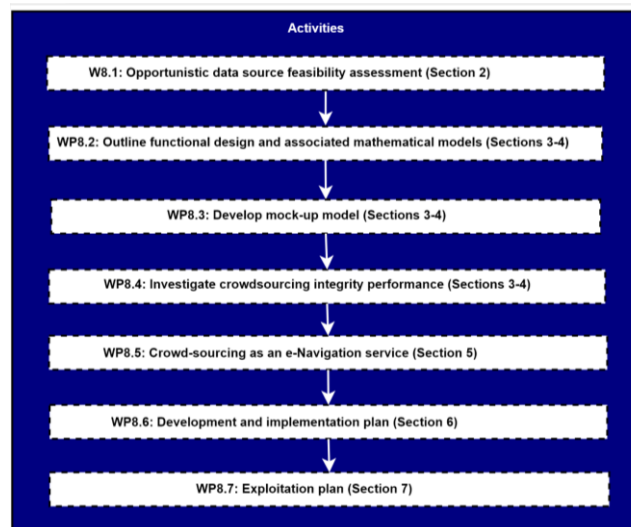 Activities
W8.1: Opportunistic data source feasibility assessment (Section 2)
WP8.2: Outline functional design and associated mathematical models (Sections 3-4)
WP8.3: Develop mock-up model (Sections 3-4)
WP8.4: Investigate crowdsourcing integrity performance (Sections 3-4)
WP8.5: Crowd-sourcing as an e-Navigation service (Section 5)
WP8.6: Development and implementation plan (Section 6)
WP8.7: Exploitation plan (Section 7)